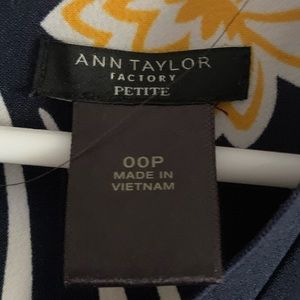 ANN TAYLOR
FACTORY
PETITE
00P
MADE IN
VIETNAM